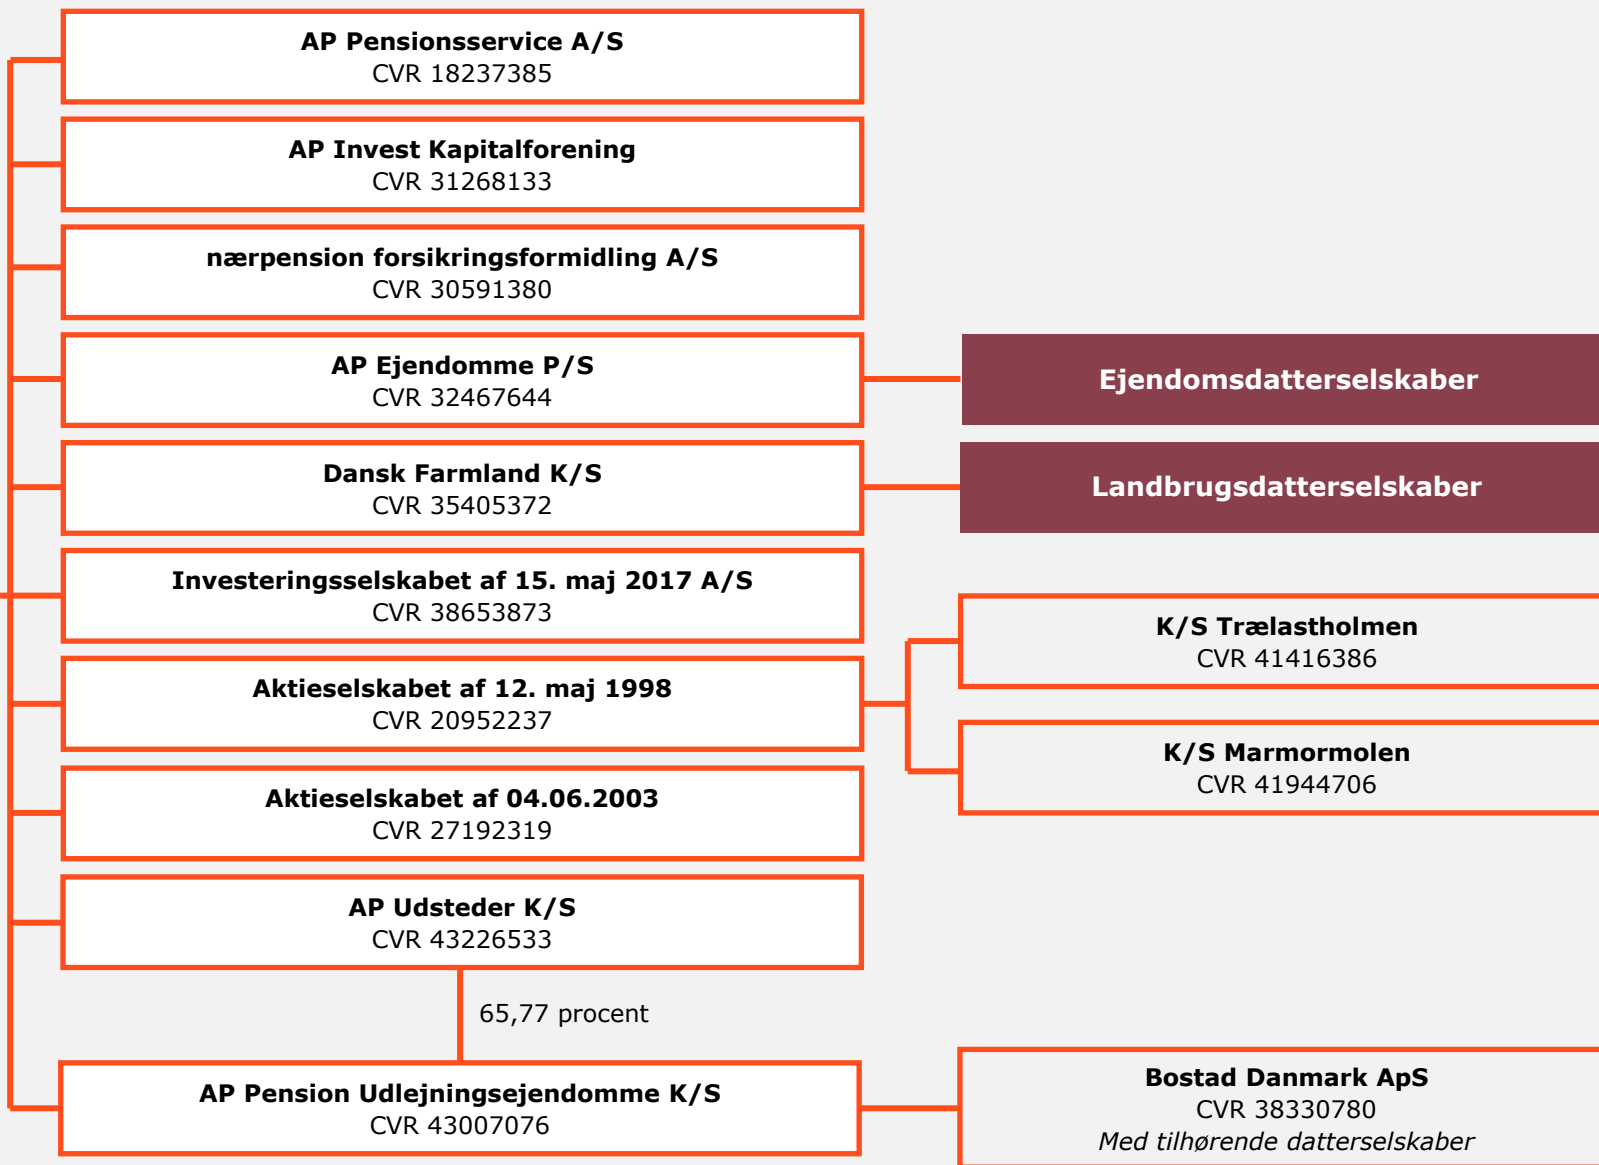 AP Pensionsservice A/S
CVR 18237385
AP Invest Kapitalforening
CVR 31268133
nærpension forsikringsformidling A/S
CVR 30591380
AP Ejendomme P/S
CVR 32467644
Ejendomsdatterselskaber
Dansk Farmland K/S
CVR 35405372
Landbrugsdatterselskaber
Investeringsselskabet af 15. maj 2017 A/S
CVR 38653873
Aktieselskabet af 12. maj 1998
CVR 20952237
K/S Trælastholmen
CVR 41416386
K/S Marmormolen
CVR 41944706
Aktieselskabet af 04.06.2003
CVR 27192319
AP Udsteder K/S
CVR 43226533
65,77 procent
AP Pension Udlejningsejendomme K/S
CVR 43007076
Bostad Danmark ApS
CVR 38330780
Med tilhørende datterselskaber